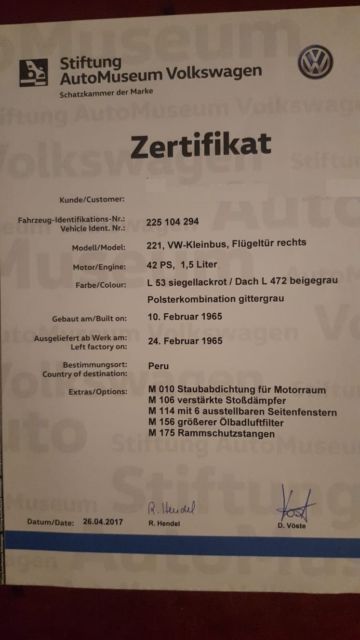 Stiftung
AutoMuseum Volkswagen
Schatzkammer der Marke
Zertifikat
Kunde/Customer:
Fahrzeug-Identifikations-Nr.: 225 104 294
Vehicle Ident. Nr.:
Modell/Model: 221, VW-Kleinbus, Flügeltür rechts
Motor/Engine: 42 PS, 1,5 Liter
Farbe/Colour: L 53 siegellackrot / Dach L 472 beigegrau
Polsterkombination gittergrau
Gebaut am/Built on: 10. Februar 1965
Ausgeliefert ab Werk am: 24. Februar 1965
Left factory on:
Bestimmungsort: Peru
Country of destination:
Extras/Options: M 010 Staubabdichtung für Motorraum
M 106 verstärkte Stoßdämpfer
M 114 mit 6 ausstellbaren Seitenfenstern
M 156 größerer Ölbadluftfilter
M 175 Rammschutzstangen
R. Hendel
Datum/Date: 26.04.2017 R. Hendel D. Vöste